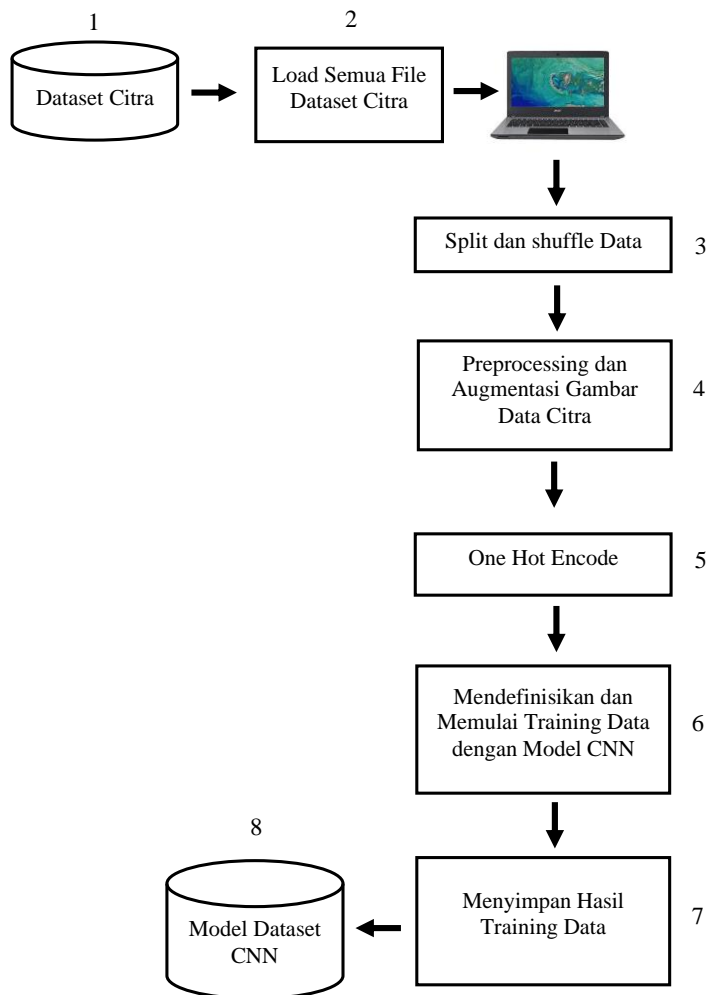 1
Dataset Citra
2
Load Semua File
Dataset Citra
Split dan shuffle Data
3
Preprocessing dan
Augmentasi Gambar
Data Citra
4
One Hot Encode
5
Mendefinisikan dan
Memulai Training Data
dengan Model CNN
6
Menyimpan Hasil
Training Data
7
8
Model Dataset
CNN